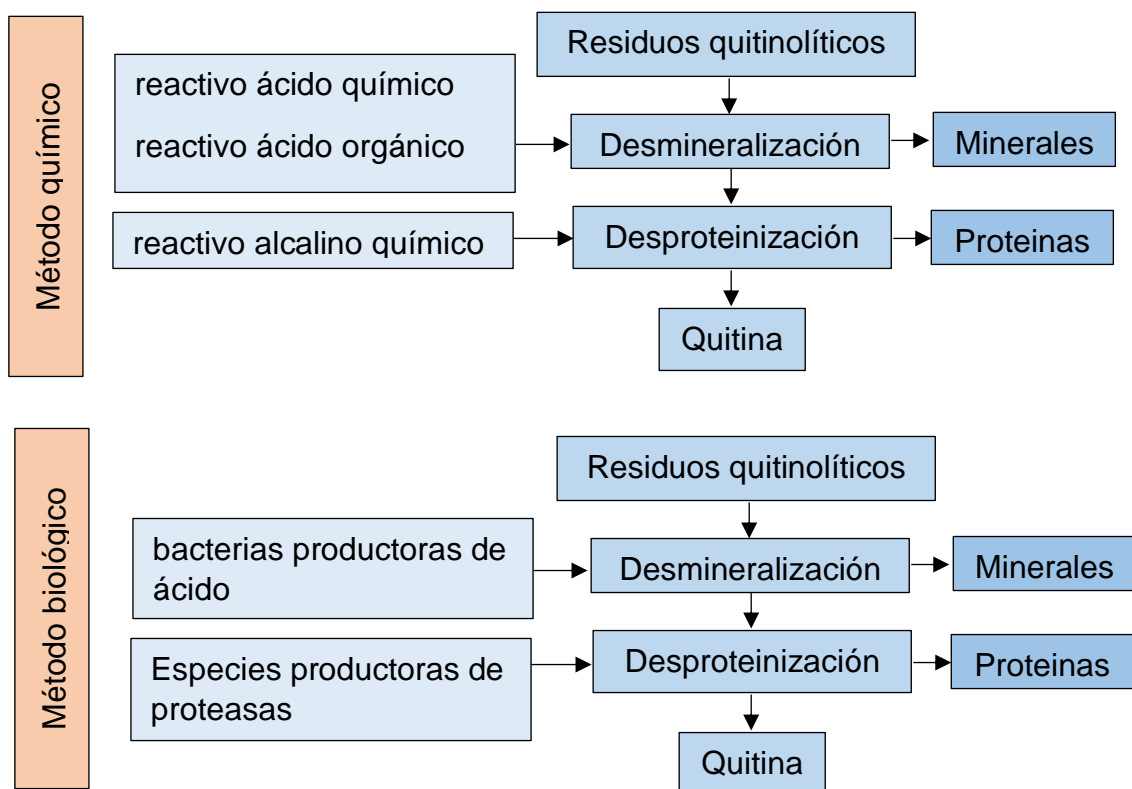 Método químico
Residuos quitinolíticos
reactivo ácido químico
reactivo ácido orgánico
Desmineralización
Minerales
reactivo alcalino químico
Desproteinización
Proteinas
Quitina
Método biológico
Residuos quitinolíticos
bacterias productoras de
ácido
Desmineralización
Minerales
Especies productoras de
proteasas
Desproteinización
Proteinas
Quitina